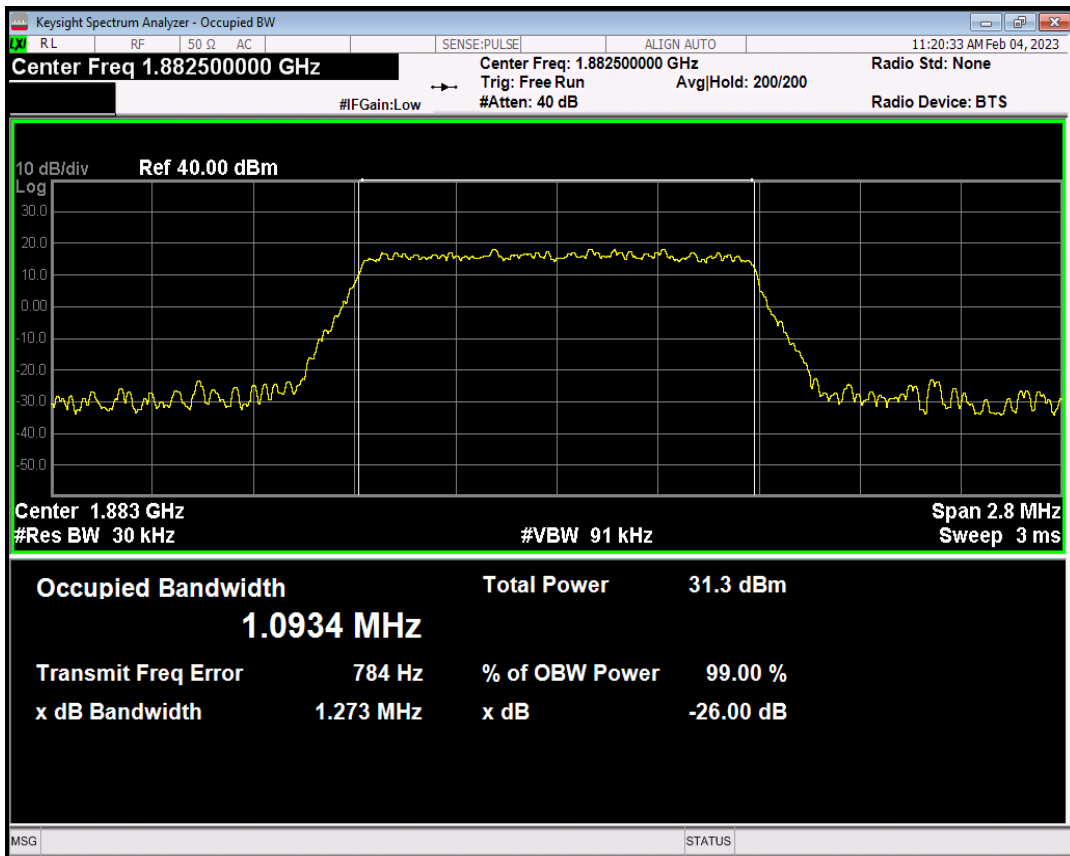 Keysight Spectrum Analyzer - Occupied BW
LXI RL RF 50 Ω AC SENSE:PULSE ALIGN AUTO 11:20:33 AM Feb 04, 2023
Center Freq 1.882500000 GHz Center Freq: 1.882500000 GHz Radio Std: None
Trig: Free Run Avg|Hold: 200/200
#IFGain:Low #Atten: 40 dB Radio Device: BTS
10 dB/div Ref 40.00 dBm
Log
30.0
20.0
10.0
0.00
-10.0
-20.0
-30.0
-40.0
-50.0
Center 1.883 GHz Span 2.8 MHz
#Res BW 30 kHz #VBW 91 kHz Sweep 3 ms
Occupied Bandwidth Total Power 31.3 dBm
1.0934 MHz
Transmit Freq Error 784 Hz % of OBW Power 99.00 %
x dB Bandwidth 1.273 MHz x dB -26.00 dB
MSG STATUS